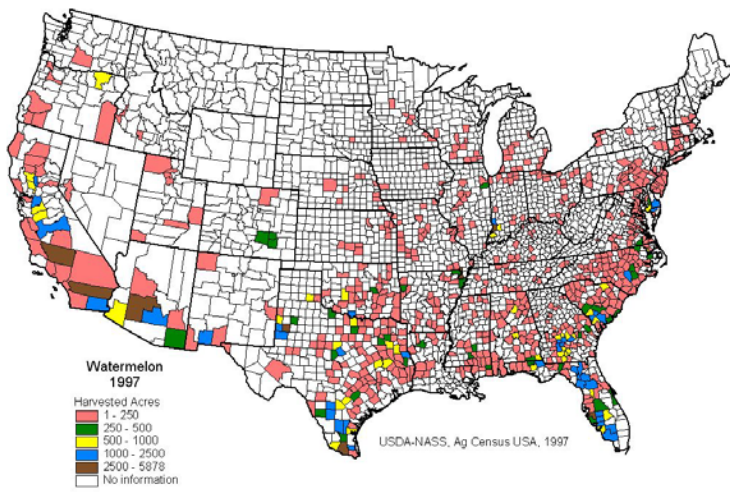 Watermelon
1997
Harvested Acres
1 - 250
250 - 500
500 - 1000
1000 - 2500
2500 - 5878
No information
USDA-NASS, Ag Census USA, 1997